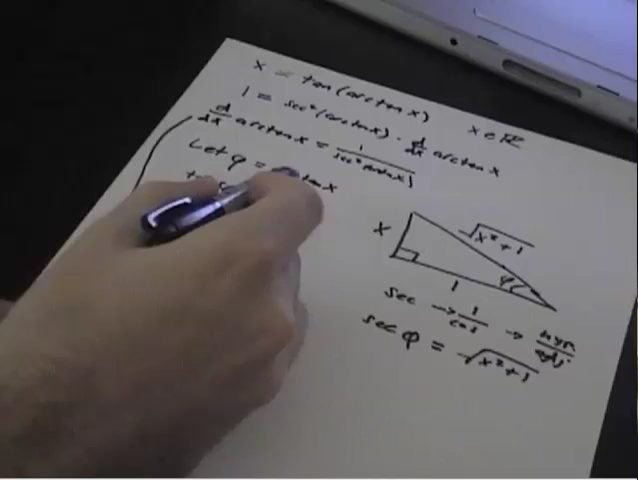 x = tan(arctan x)   x ∈ ℝ
1 = sec²(arctan x) · d/dx arctan x
d/dx arctan x = 1/sec²(arctan x)
Let φ = tan x
x
√x²+1
1
φ
sec → 1/cos → hyp/adj.
sec φ = √x²+1